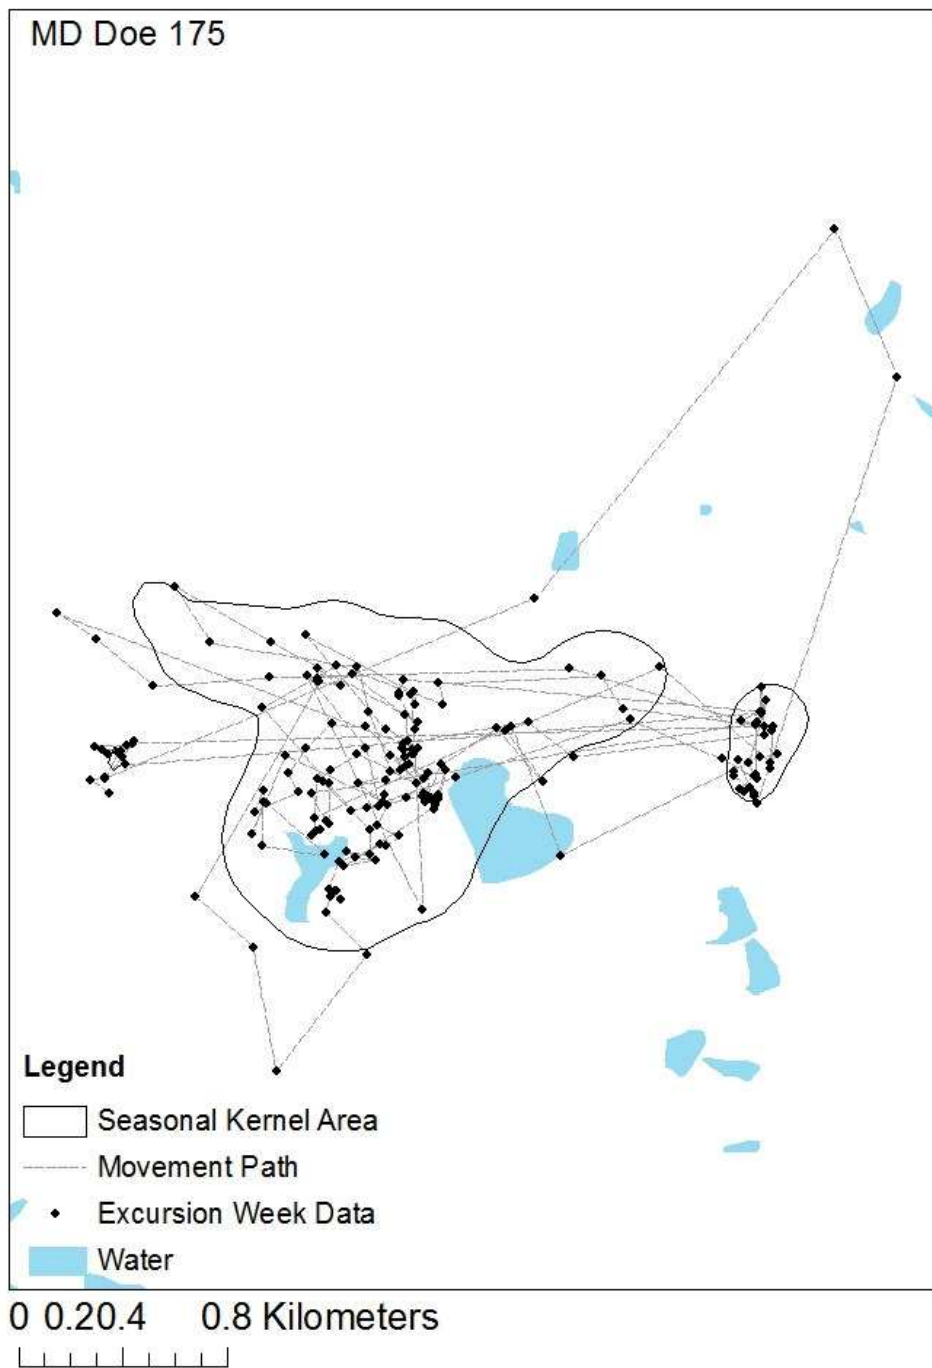 MD Doe 175
Legend
Seasonal Kernel Area
Movement Path
Excursion Week Data
Water
0 0.20.4 0.8 Kilometers